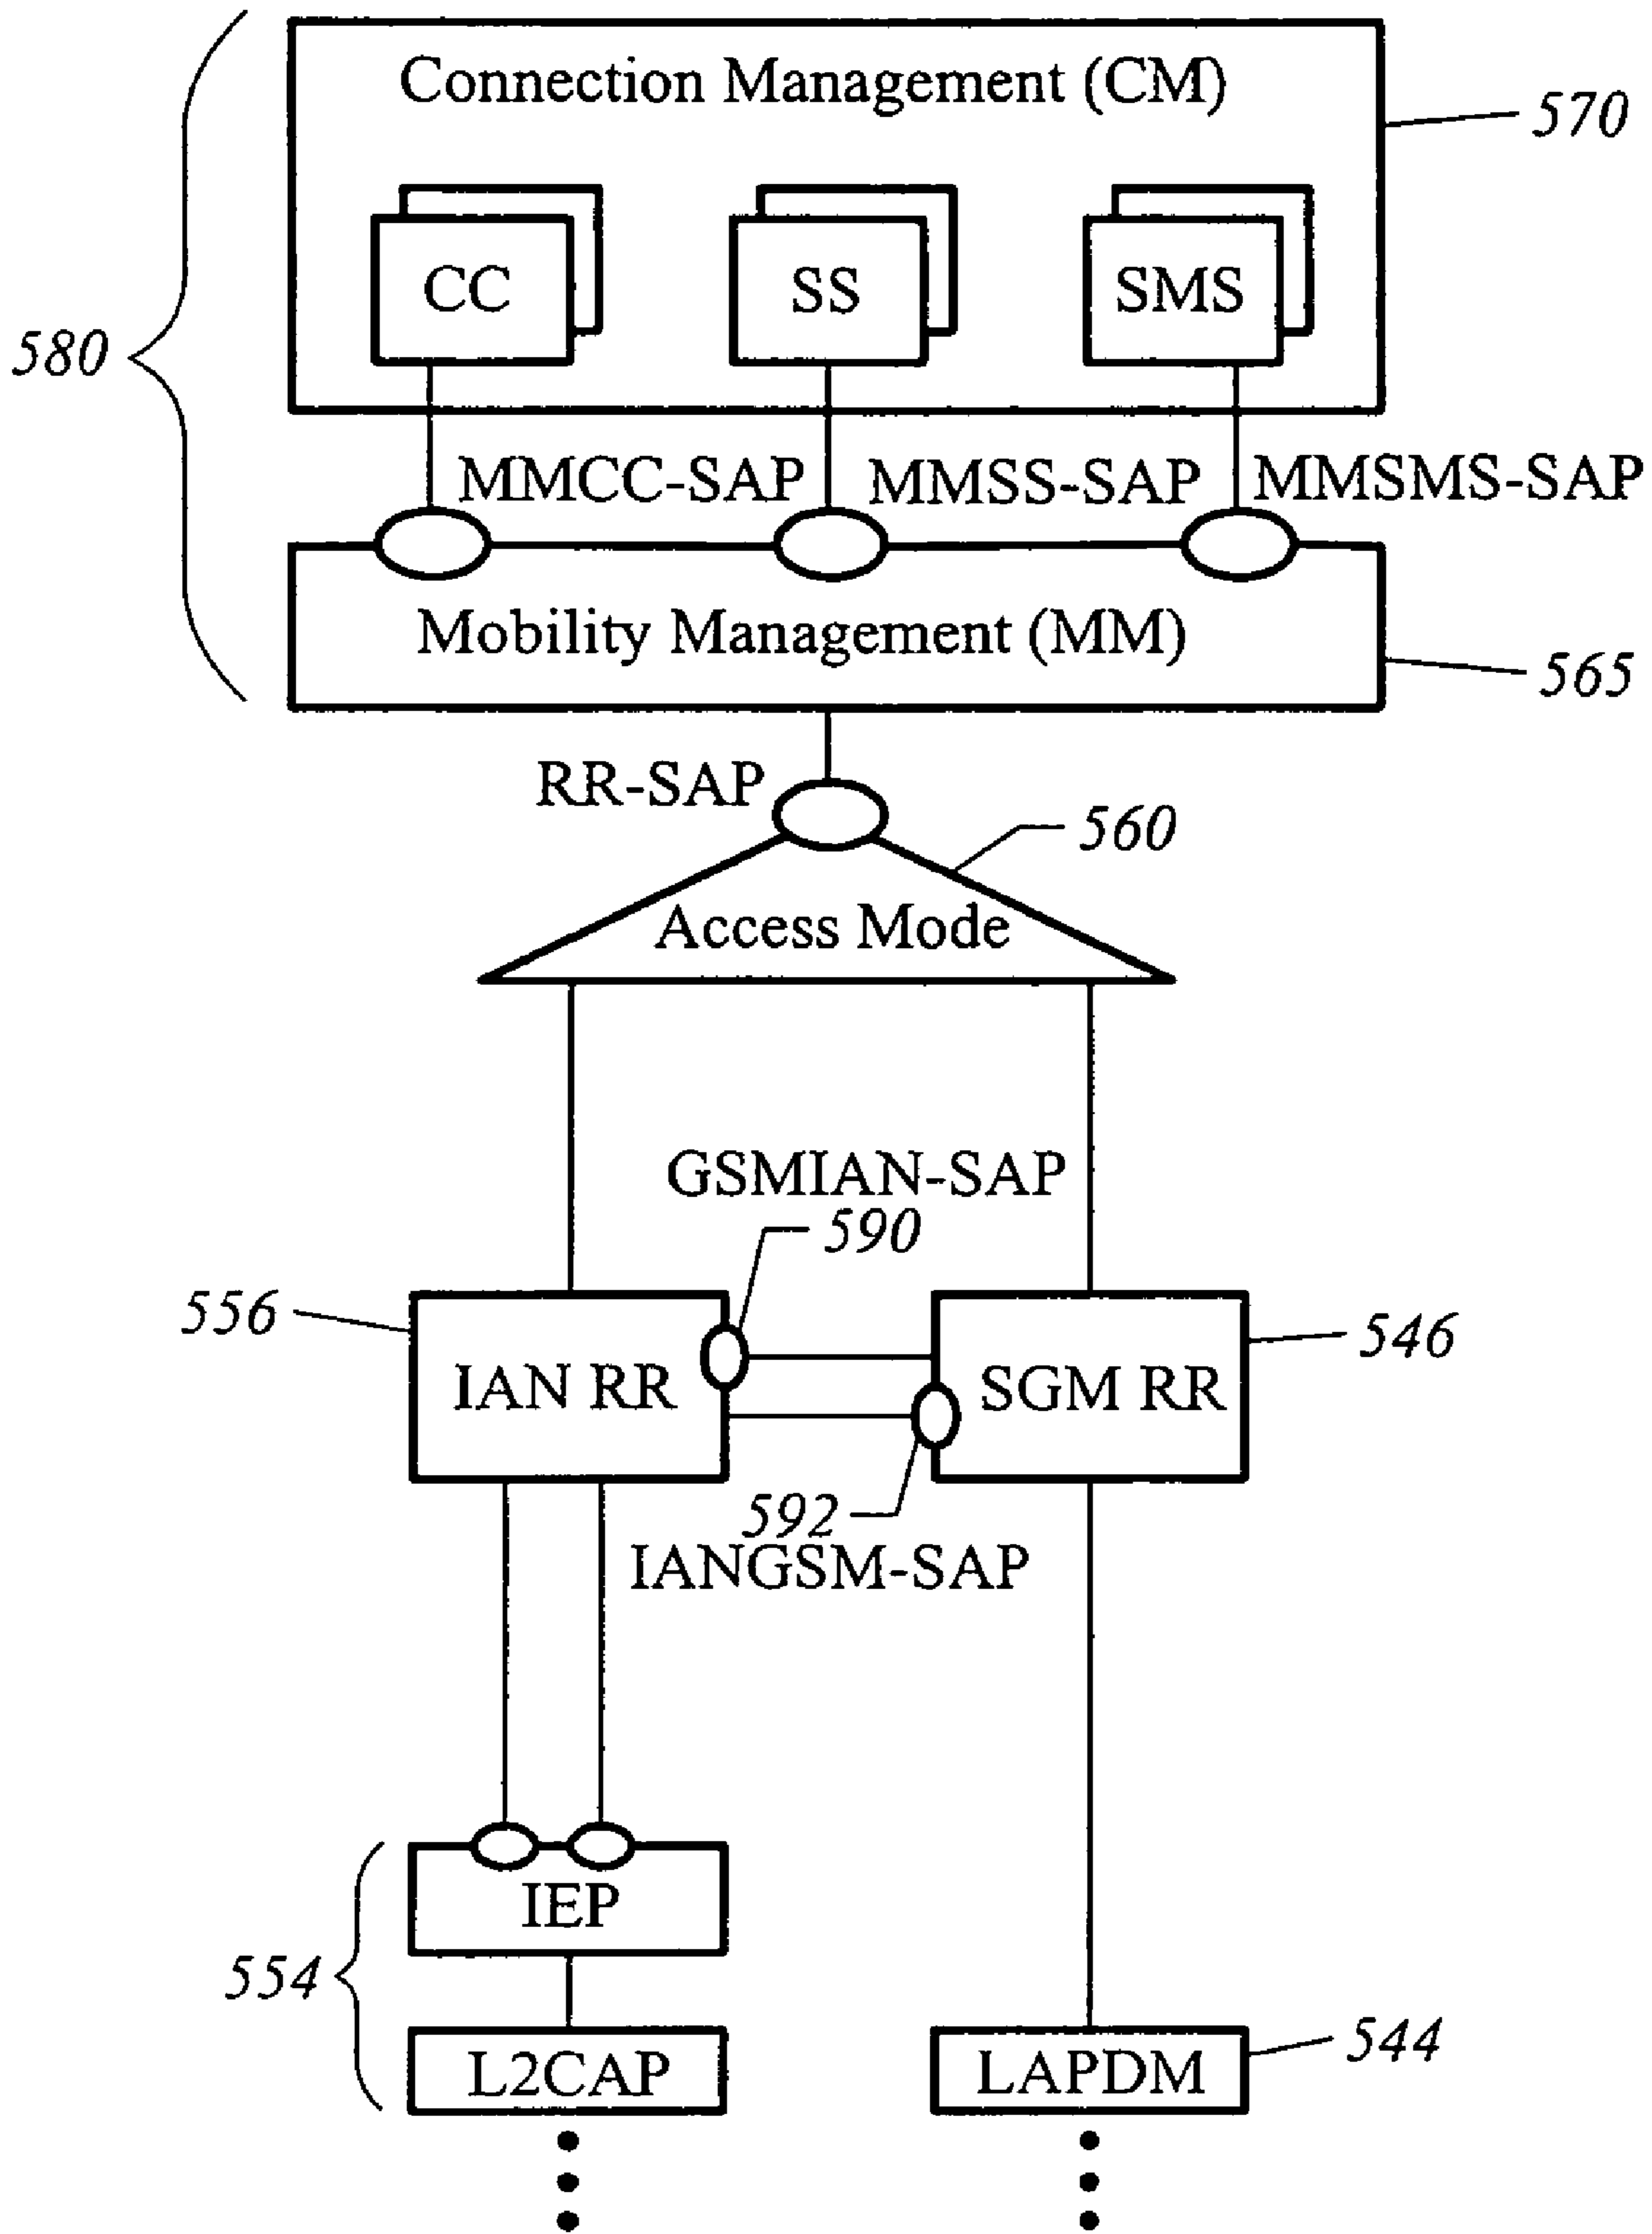 Connection Management (CM)
570
CC
SS
SMS
580
MMCC-SAP
MMSS-SAP
MMSMS-SAP
Mobility Management (MM)
565
RR-SAP
560
Access Mode
GSMIAN-SAP
590
556
546
IAN RR
SGM RR
592
IANGSM-SAP
IEP
554
L2CAP
LAPDM
544